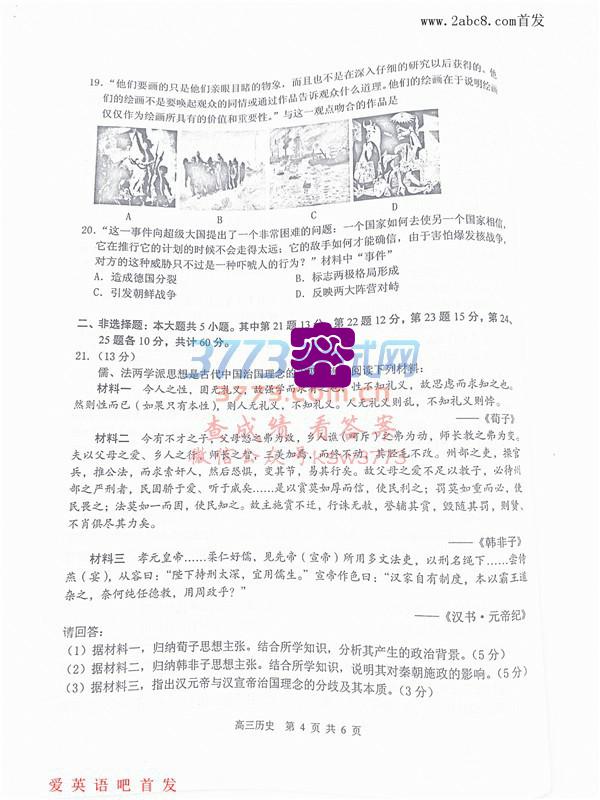 www.2abc8.com首发
19.“他们要画的只是他们亲眼目睹的物象，而且也不是在深入仔细的研究以后获得的、他
们的绘画不是要唤起观众的同情或通过作品告诉观众什么道理。他们的绘画在于说明绘画
仅仅作为绘画所具有的价值和重要性。”与这一观点吻合的作品是
A B C D
20.“这一事件向超级大国提出了一个非常困难的问题：一个国家如何去使另一个国家相信，
它在推行它的计划的时候不会走得太远；它的敌手如何才能确信，由于害怕爆发核战争，
对方的这种威胁只不过是一种吓唬人的行为？”材料中“事件”
A．造成德国分裂 B．标志两极格局形成
C．引发朝鲜战争 D．反映两大阵营对峙
二、非选择题：本大题共5小题。其中第21题13分，第22题12分，第23题15分，第24、
25题各10分，共计60分。
21.（13分）
儒、法两学派思想是古代中国治国理念的 阅读下列材料：
材料一 今人之性，固无礼义，故强学而求 性不知礼义，故思虑而求知之也。
然则性而已（如果只有本性），则人无礼义，不知礼义。人无礼义则乱，不知礼义则悖。
——《荀子》
材料二 今有不才之子，父母怒之弗为改，乡人谯（呵斥）之弗为动，师长教之弗为变。
夫以父母之爱、乡人之行、师长之智，三美加焉，而终不动，其胫毛不改。州部之吏，操官
兵，推公法，而求索奸人，然后恐惧，变其节，易其行矣。故父母之爱不足以教子，必待州
部之严刑者，民固骄于爱、听于威矣……是以赏莫如厚而信，使民利之；罚莫如重而必，使
民畏之；法莫如一而固，使民知之。故主施赏不迁，行诛无赦，誉辅其赏，毁随其罚，则贤、
不肖俱尽其力矣。
——《韩非子》
材料三 孝元皇帝……柔仁好儒，见先帝（宣帝）所用多文法吏，以刑名绳下……尝侍
燕（宴），从容曰：“陛下持刑太深，宜用儒生。”宣帝作色曰：“汉家自有制度，本以霸王道
杂之，奈何纯任德教，用周政乎？”
——《汉书·元帝纪》
请回答：
（1）据材料一，归纳荀子思想主张。结合所学知识，分析其产生的政治背景。（5分）
（2）据材料二，归纳韩非子思想主张。结合所学知识，说明其对秦朝施政的影响。（5分）
（3）据材料三，指出汉元帝与汉宣帝治国理念的分歧及其本质。（3分）
高三历史 第4页共6页
爱英语吧首发